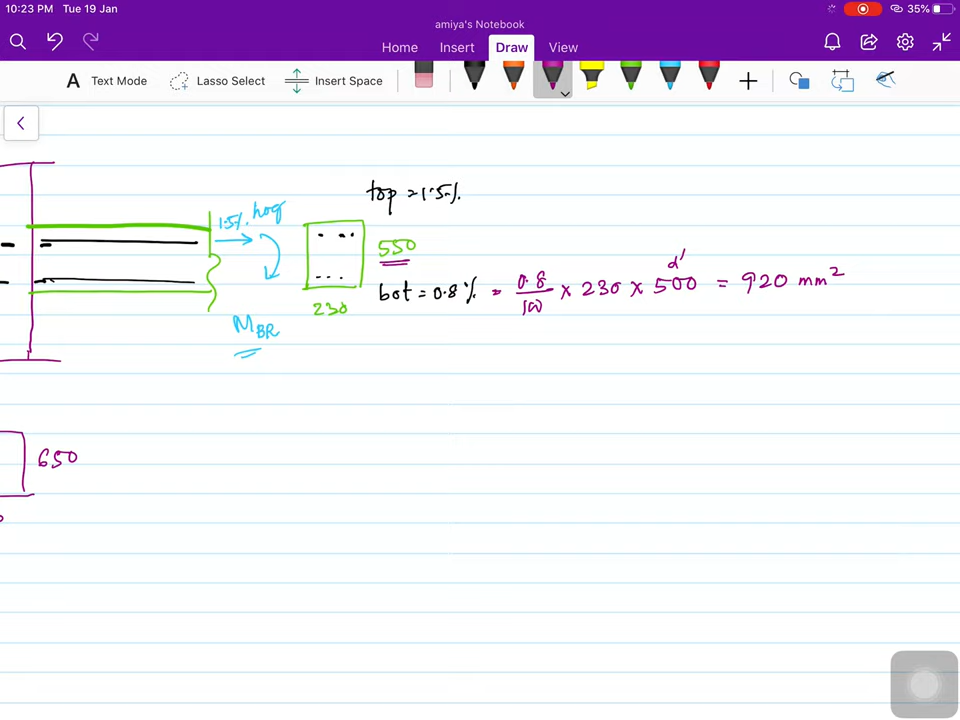 10:23 PM Tue 19 Jan
35%
amiya's Notebook
Home Insert Draw View
Text Mode Lasso Select Insert Space
top = 1.5%
1.5% hog
550
d'
bot = 0.8% = 0.8/100 × 230 × 500 = 920 mm²
230
MBR
650